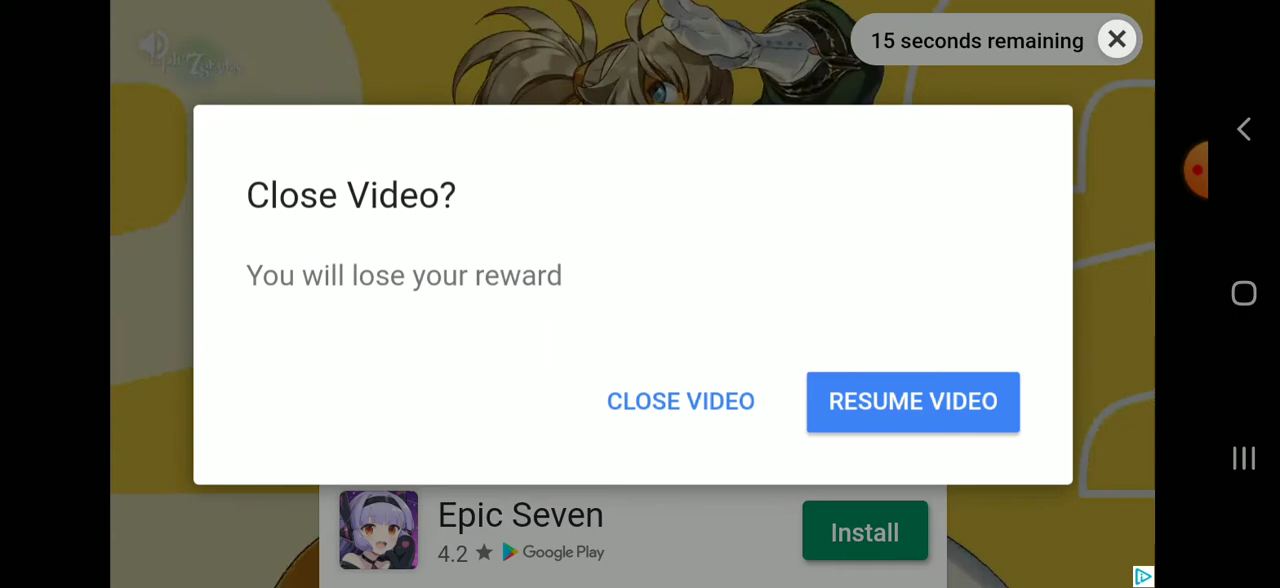 15 seconds remaining
Close Video?
You will lose your reward
CLOSE VIDEO
RESUME VIDEO
Epic Seven
4.2 ★ Google Play
Install